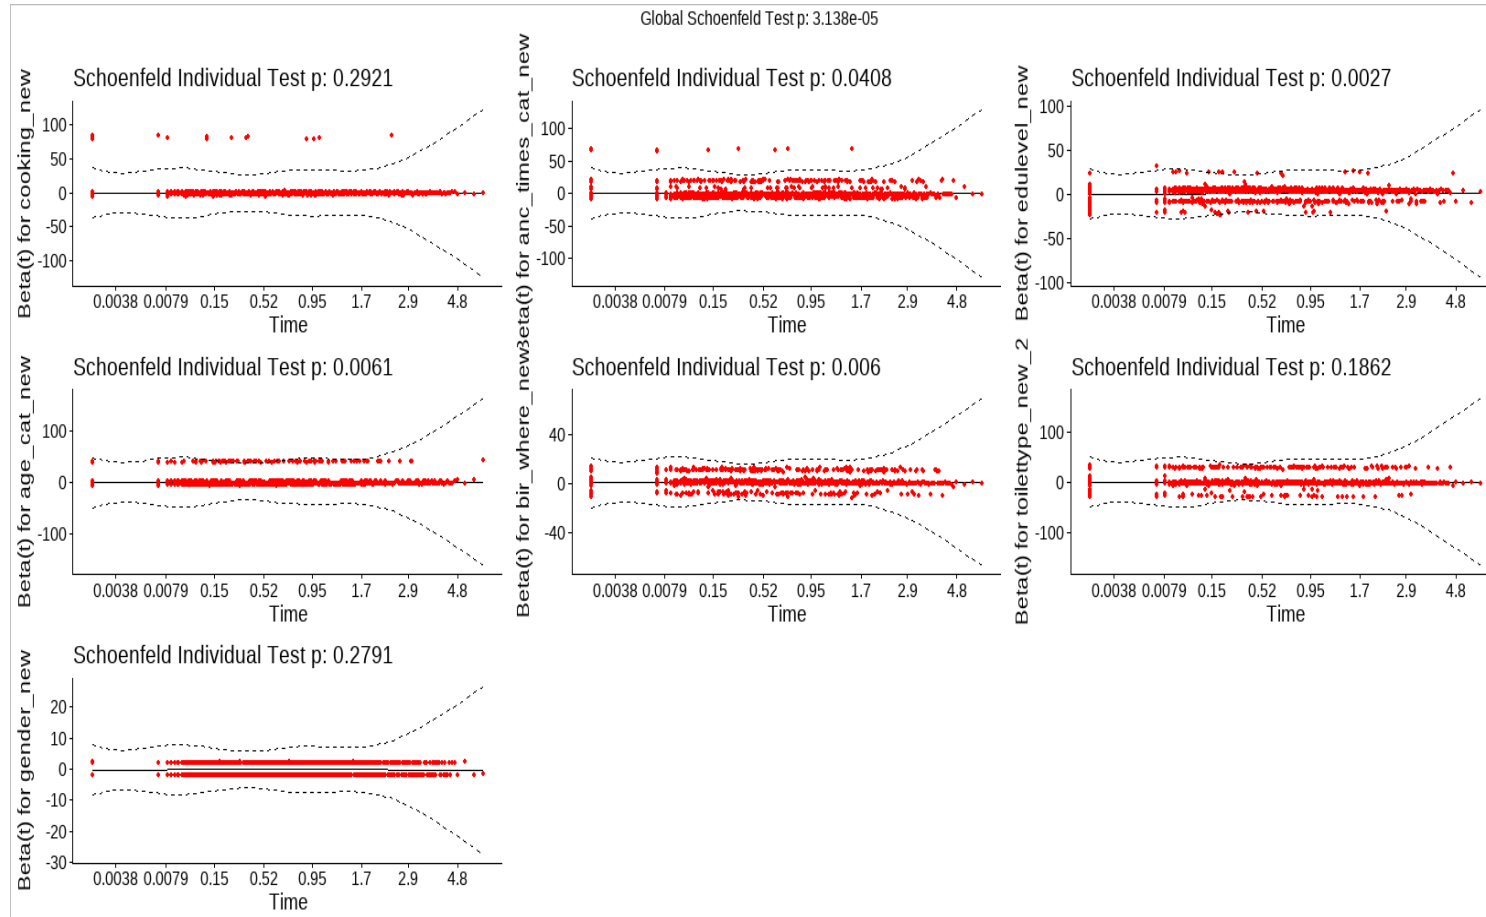 Global Schoenfeld Test p: 3.138e-05
Schoenfeld Individual Test p: 0.2921
Beta(t) for cooking_new
100
50
0
-50
-100
0.0038 0.0079 0.15 0.52 0.95 1.7 2.9 4.8
Time
Schoenfeld Individual Test p: 0.0408
Beta(t) for anc_times_cat_new
100
50
0
-50
-100
0.0038 0.0079 0.15 0.52 0.95 1.7 2.9 4.8
Time
Schoenfeld Individual Test p: 0.0027
Beta(t) for edulevel_new
100
50
0
-50
-100
0.0038 0.0079 0.15 0.52 0.95 1.7 2.9 4.8
Time
Schoenfeld Individual Test p: 0.0061
Beta(t) for age_cat_new
100
0
-100
0.0038 0.0079 0.15 0.52 0.95 1.7 2.9 4.8
Time
Schoenfeld Individual Test p: 0.006
Beta(t) for bir_where_new
40
0
-40
0.0038 0.0079 0.15 0.52 0.95 1.7 2.9 4.8
Time
Schoenfeld Individual Test p: 0.1862
Beta(t) for toilettype_new_2
100
0
-100
0.0038 0.0079 0.15 0.52 0.95 1.7 2.9 4.8
Time
Schoenfeld Individual Test p: 0.2791
Beta(t) for gender_new
20
10
0
-10
-20
-30
0.0038 0.0079 0.15 0.52 0.95 1.7 2.9 4.8
Time